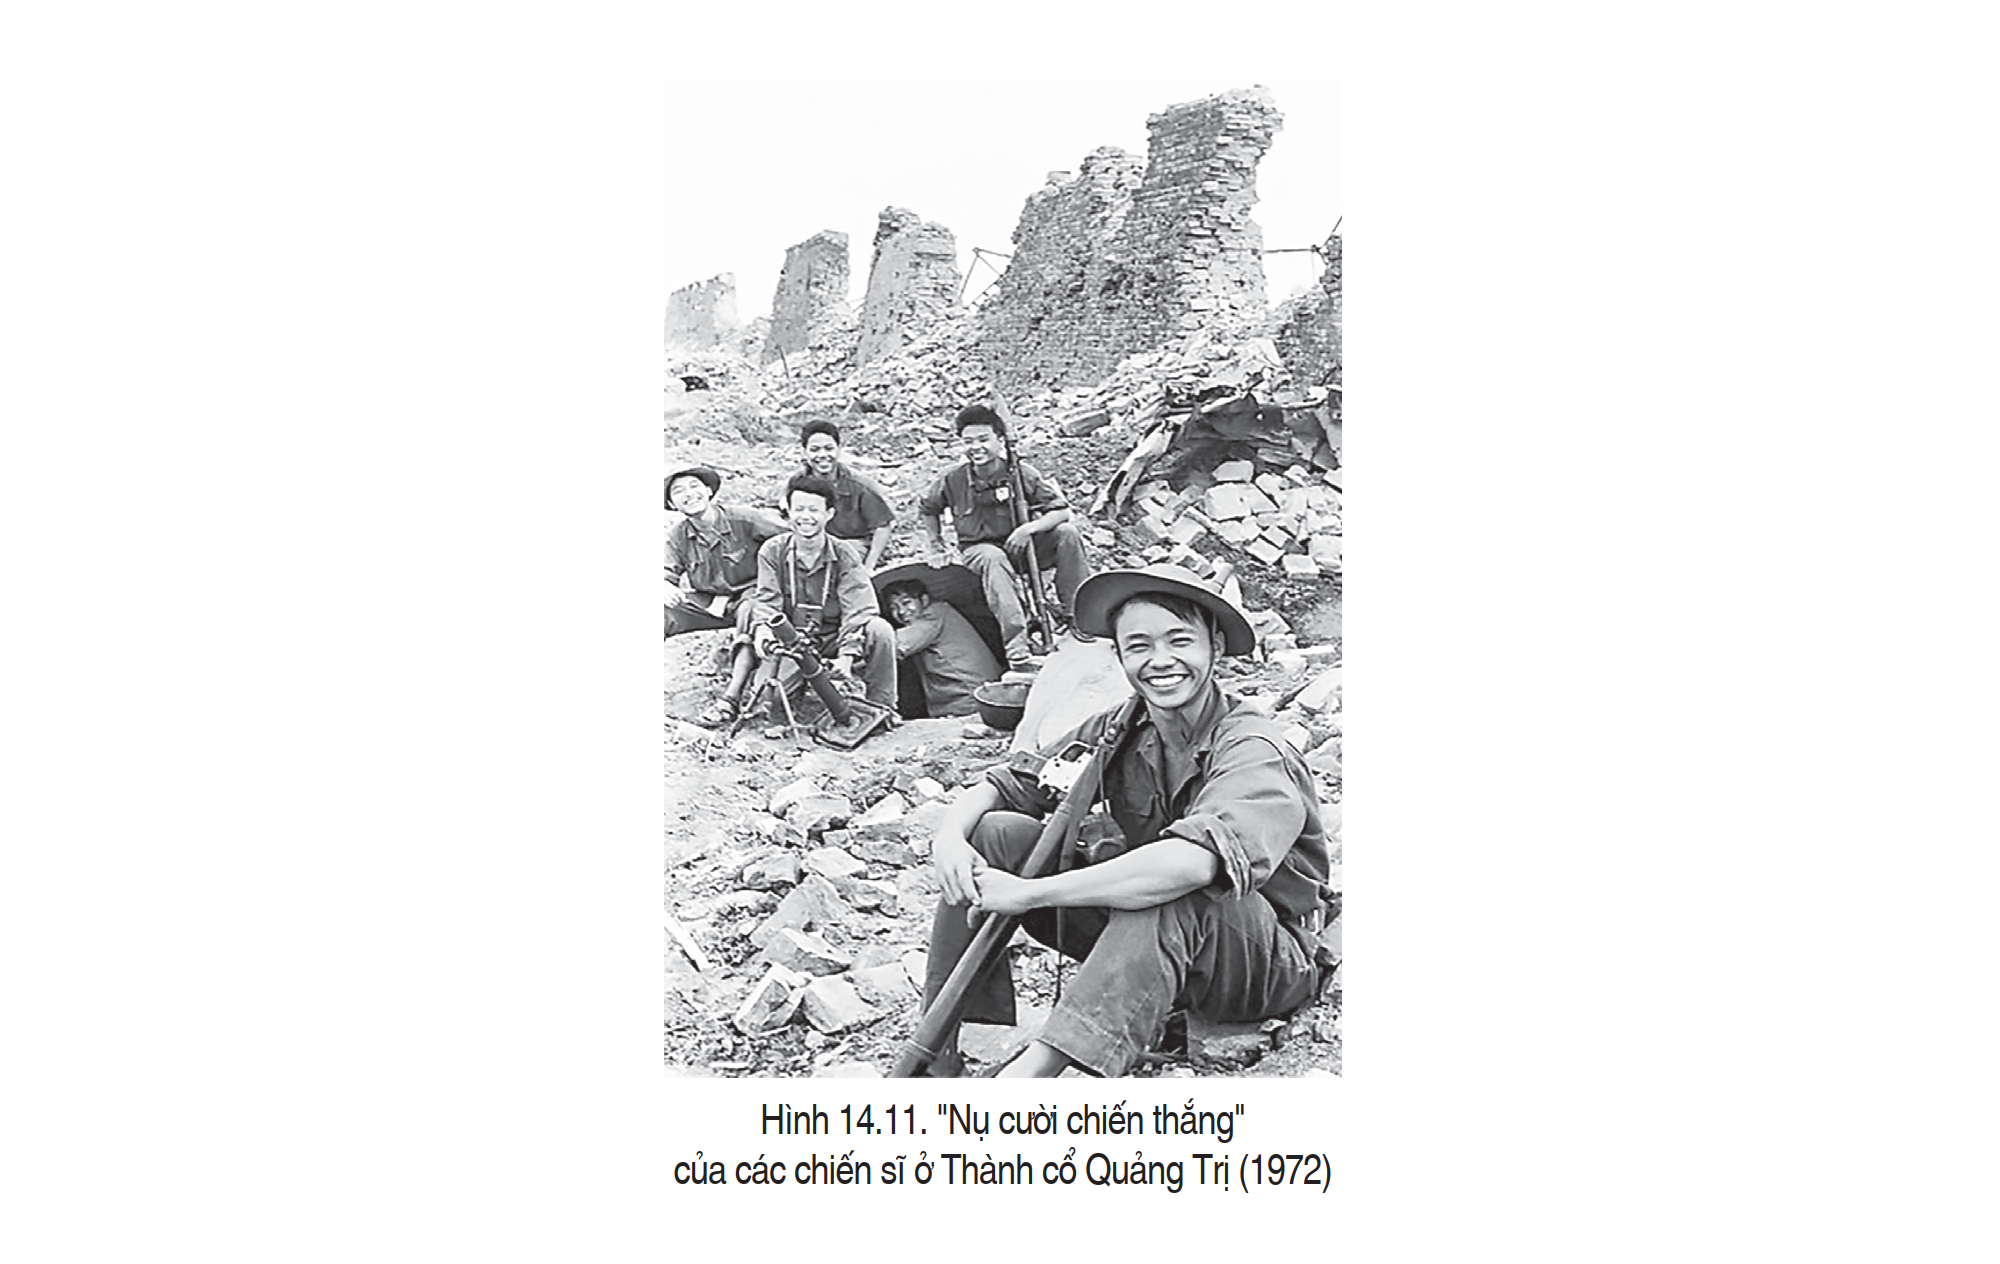 Hình 14.11. "Nụ cười chiến thắng"
của các chiến sĩ ở Thành cổ Quảng Trị (1972)